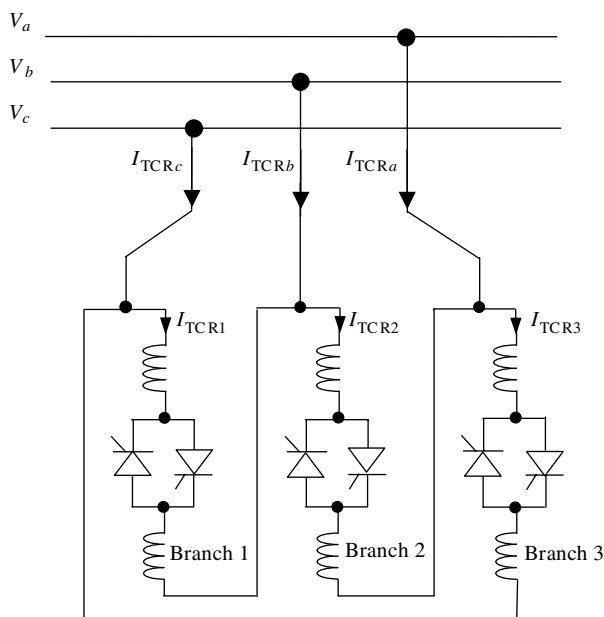 Va
Vb
Vc
ITCRc
ITCRb
ITCRa
ITCR1
ITCR2
ITCR3
Branch 1
Branch 2
Branch 3